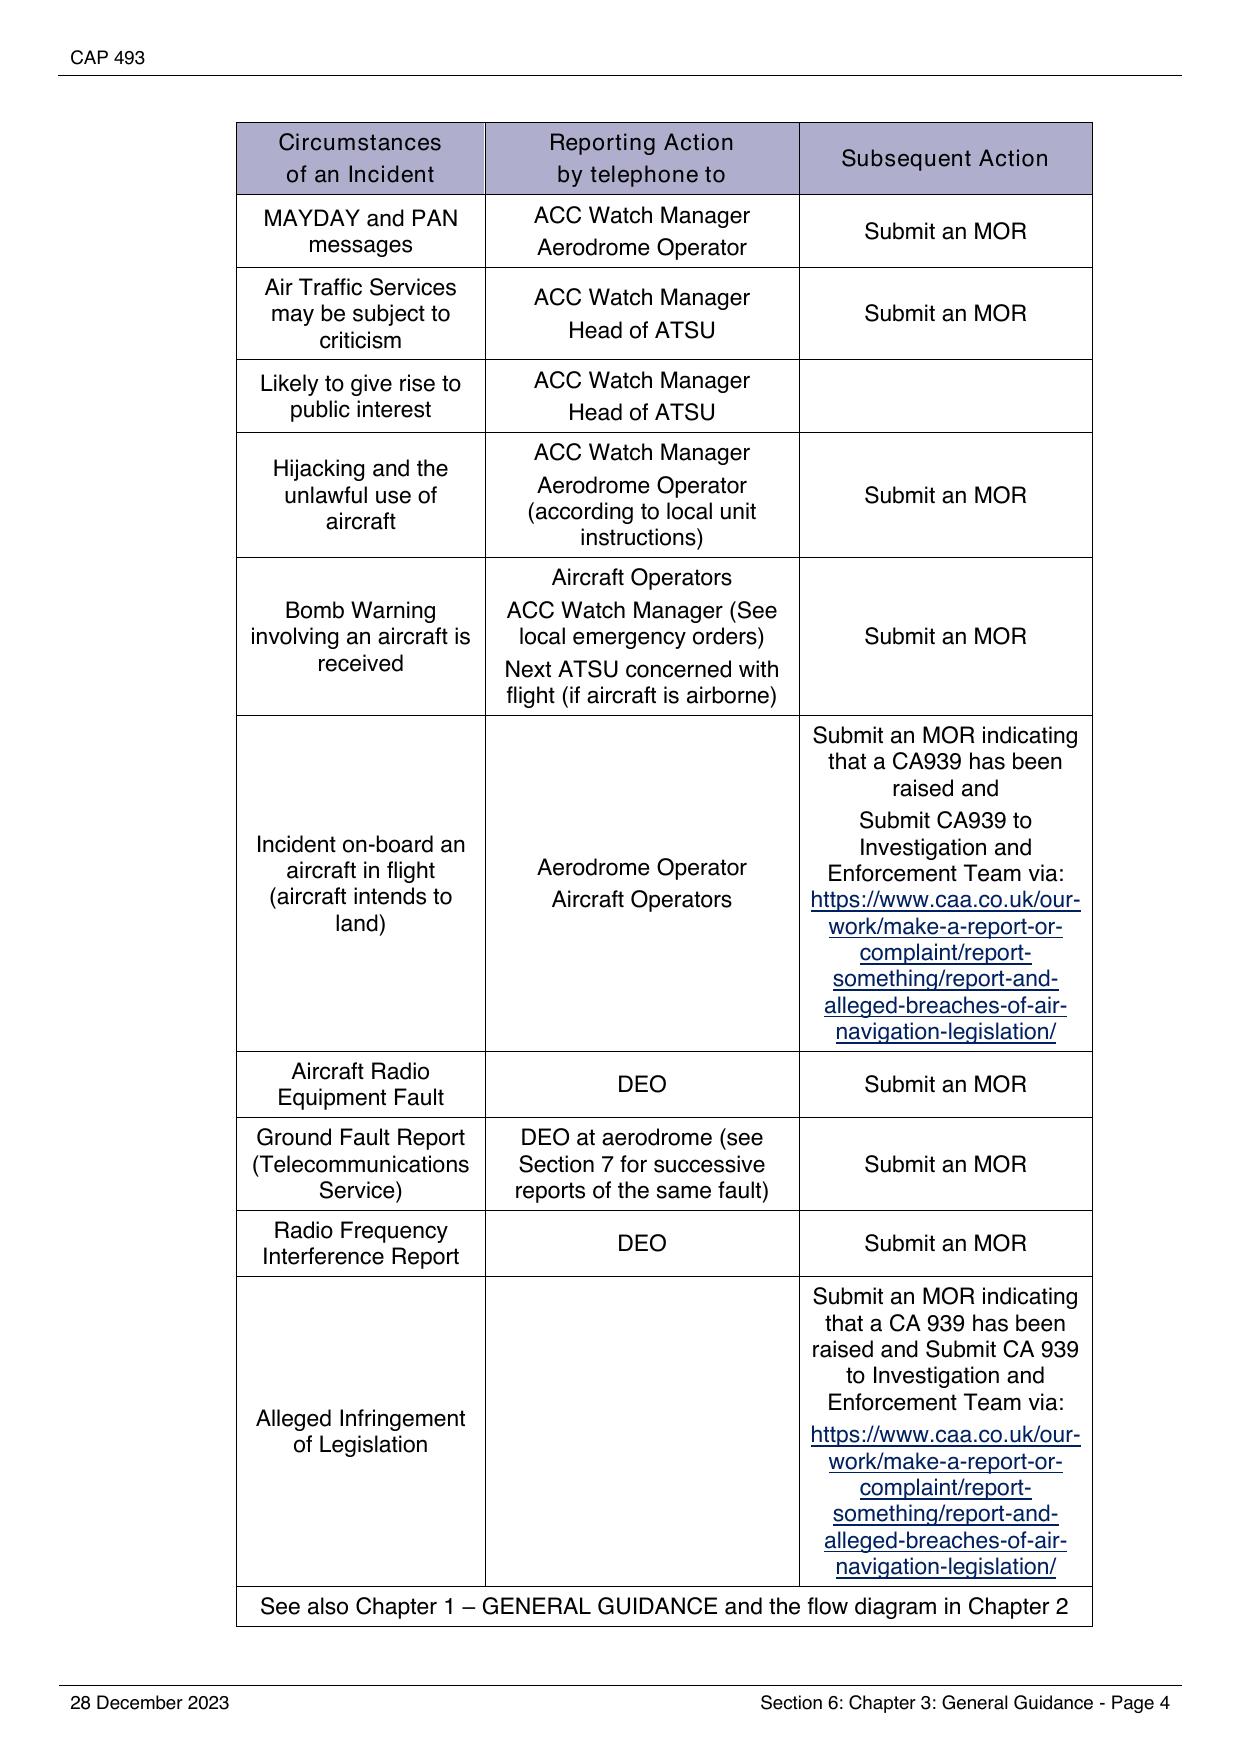 CAP 493
Circumstances
of an Incident
Reporting Action
by telephone to
Subsequent Action
MAYDAY and PAN
messages
ACC Watch Manager
Aerodrome Operator
Submit an MOR
Air Traffic Services
may be subject to
criticism
ACC Watch Manager
Head of ATSU
Submit an MOR
Likely to give rise to
public interest
ACC Watch Manager
Head of ATSU
Hijacking and the
unlawful use of
aircraft
ACC Watch Manager
Aerodrome Operator
(according to local unit
instructions)
Submit an MOR
Bomb Warning
involving an aircraft is
received
Aircraft Operators
ACC Watch Manager (See
local emergency orders)
Next ATSU concerned with
flight (if aircraft is airborne)
Submit an MOR
Incident on-board an
aircraft in flight
(aircraft intends to
land)
Aerodrome Operator
Aircraft Operators
Submit an MOR indicating
that a CA939 has been
raised and
Submit CA939 to
Investigation and
Enforcement Team via:
https://www.caa.co.uk/our-
work/make-a-report-or-
complaint/report-
something/report-and-
alleged-breaches-of-air-
navigation-legislation/
Aircraft Radio
Equipment Fault
DEO
Submit an MOR
Ground Fault Report
(Telecommunications
Service)
DEO at aerodrome (see
Section 7 for successive
reports of the same fault)
Submit an MOR
Radio Frequency
Interference Report
DEO
Submit an MOR
Alleged Infringement
of Legislation
Submit an MOR indicating
that a CA 939 has been
raised and Submit CA 939
to Investigation and
Enforcement Team via:
https://www.caa.co.uk/our-
work/make-a-report-or-
complaint/report-
something/report-and-
alleged-breaches-of-air-
navigation-legislation/
See also Chapter 1 – GENERAL GUIDANCE and the flow diagram in Chapter 2
28 December 2023
Section 6: Chapter 3: General Guidance - Page 4